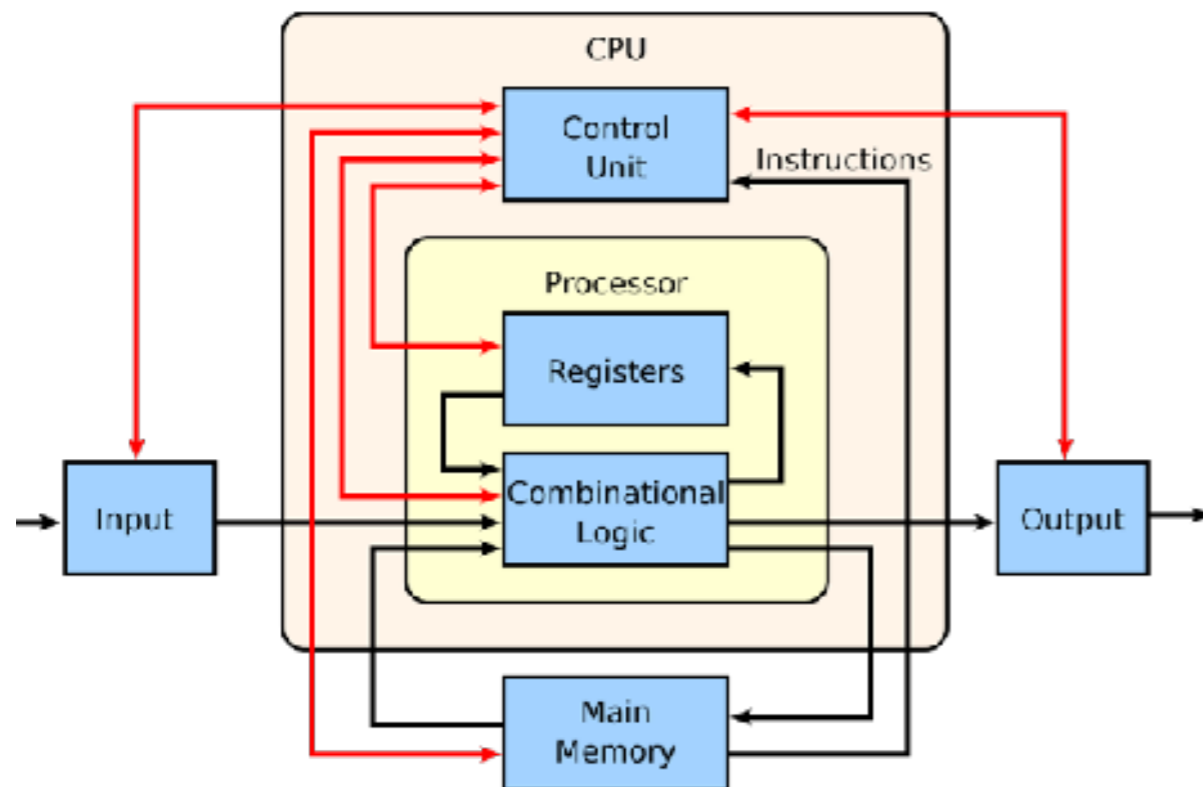 CPU
Control
Unit
Instructions
Processor
Registers
Combinational
Logic
Input
Output
Main
Memory